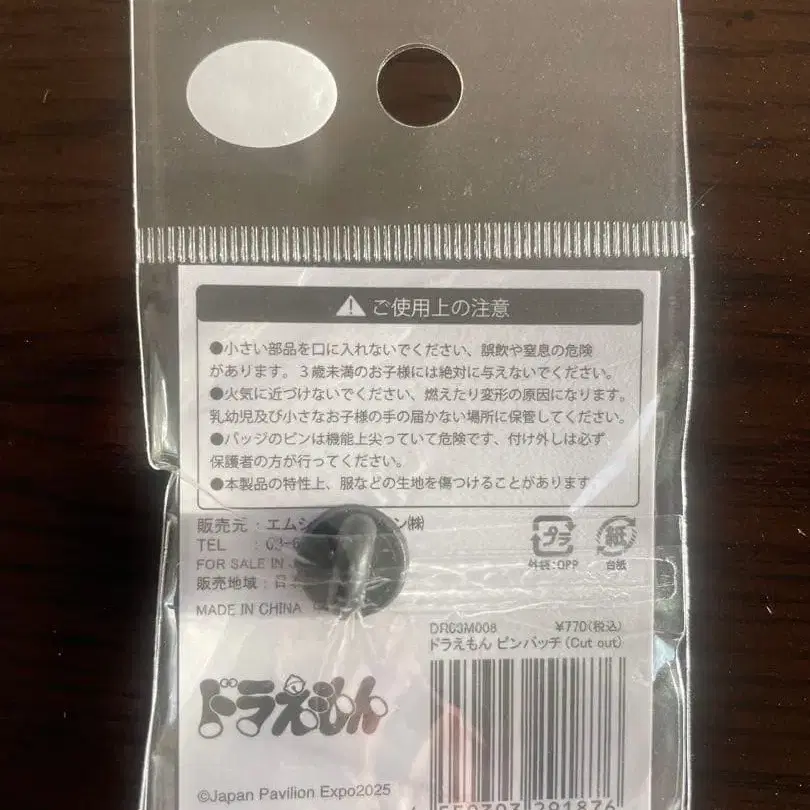 ご使用上の注意
●小さい部品を口に入れないでください、誤飲や窒息の危険
があります。3歳未満のお子様には絶対に与えないでください。
●火気に近づけないでください、燃えたり変形の原因になります。
乳幼児及び小さなお子様の手の届かない場所に保管してください。
●バッジのピンは機能上尖っていて危険です、付け外しは必ず
保護者の方が行ってください。
●本製品の特性上、服などの生地を傷つけることがあります。
販売元：エムシ ン㈱
TEL : 03-6
FOR SALE IN
販売地域：日
MADE IN CHINA
プラ
外袋:OPP
紙
台紙
DR63M008 ¥770(税込)
ドラえもん ピンバッチ(Cut out)
ドラえもん
©Japan Pavilion Expo2025
291876